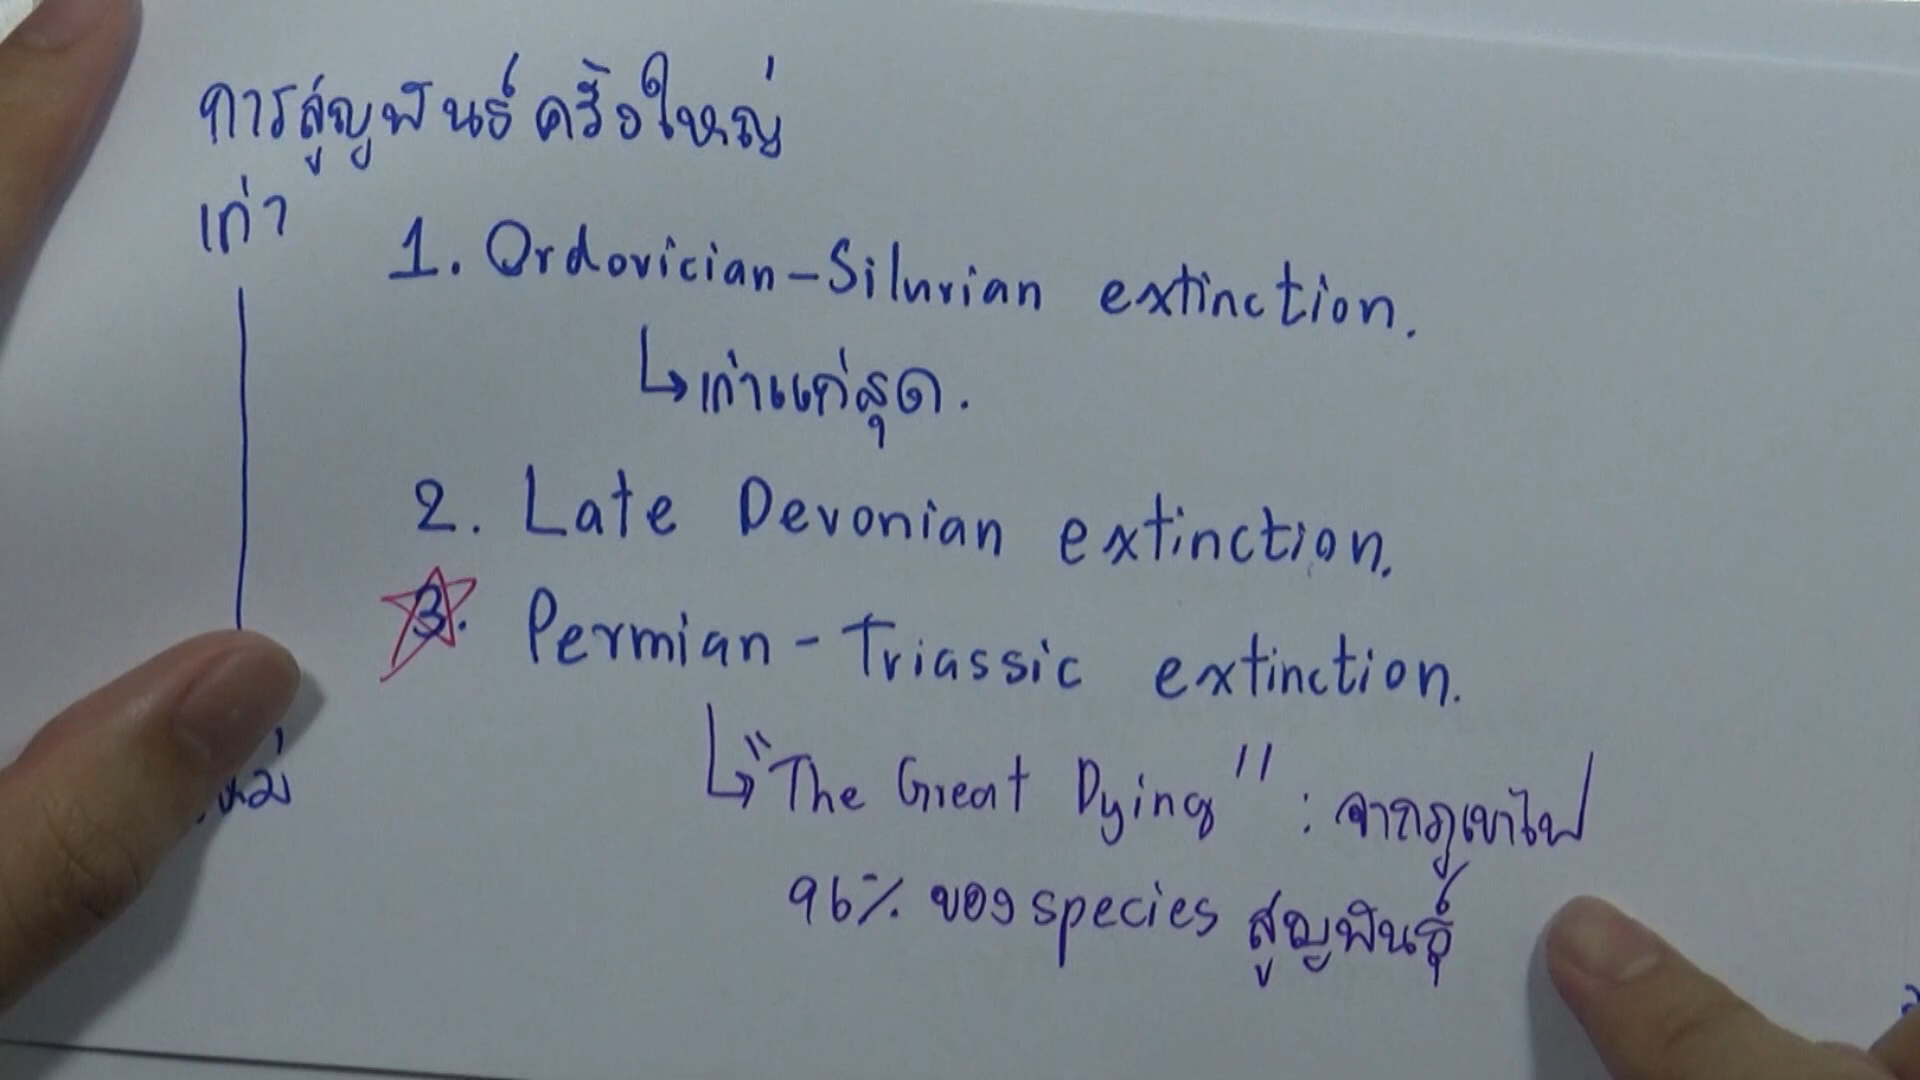 การสูญพันธ์ ครั้งใหญ่
เก่า
1. Ordovician-Silurian extinction.
↳ เก่าแก่สุด.
2. Late Devonian extinction.
3. Permian - Triassic extinction.
↳ "The Great Dying" : จากภูเขาไฟ
96% ของ species สูญพันธุ์